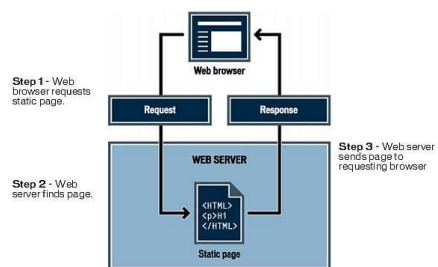 Web browser
Step 1 - Web
browser requests
static page.
Request
Response
WEB SERVER
Step 3 - Web server
sends page to
requesting browser
Step 2 - Web
server finds page.
<HTML>
<p>Hi
</HTML>
Static page